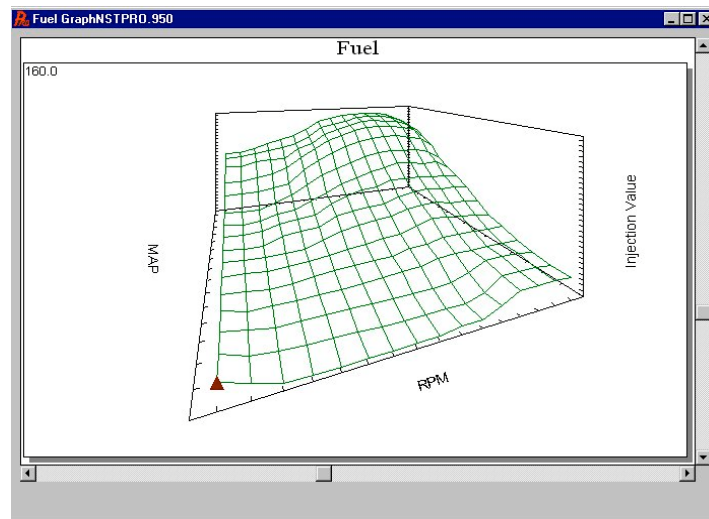 Fuel GraphNSTPRO.950
Fuel
160.0
MAP
RPM
Injection Value